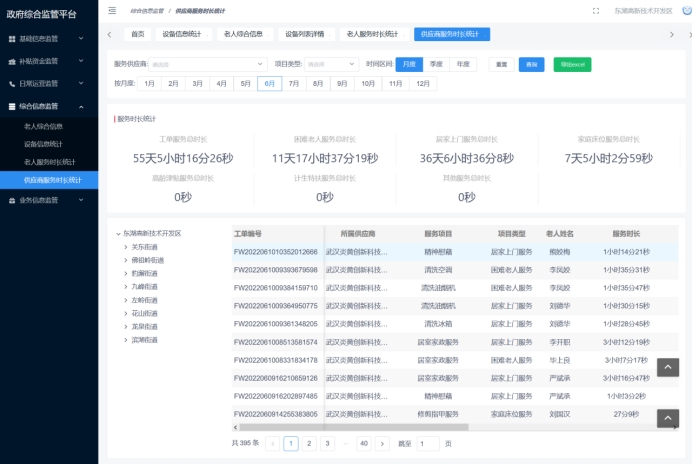 政府综合监管平台
综合信息监管 / 供应商服务时长统计
东湖高新技术开发区
首页 设备信息统计 老人综合信息 设备列表详情 老人服务时长统计 供应商服务时长统计
基础信息监管
补贴资金监管
日常运营监管
综合信息监管
老人综合信息
设备信息统计
老人服务时长统计
供应商服务时长统计
业务信息监管
服务供应商: 请选择 项目类型: 请选择 时间区间: 月度 季度 年度 重置 查询 导出excel
按月度: 1月 2月 3月 4月 5月 6月 7月 8月 9月 10月 11月 12月
服务时长统计
工单服务总时长 困难老人服务总时长 居家上门服务总时长 家庭床位服务总时长
55天5小时16分26秒 11天17小时37分19秒 36天6小时36分8秒 7天5小时2分59秒
高龄津贴服务总时长 计生特扶服务总时长 其他服务总时长
0秒 0秒 0秒
东湖高新技术开发区
关东街道
佛祖岭街道
豹澥街道
九峰街道
左岭街道
花山街道
龙泉街道
滨湖街道
工单编号 所属供应商 服务项目 项目类型 老人姓名 服务时长
FW2022061010352012666 武汉炎黄创新科技... 精神慰藉 居家上门服务 熊姣梅 1小时14分21秒
FW2022061009393679598 武汉炎黄创新科技... 清洗空调 困难老人服务 李凤姣 1小时35分31秒
FW2022061009384159710 武汉炎黄创新科技... 清洗油烟机 困难老人服务 李凤姣 1小时35分47秒
FW2022061009364950775 武汉炎黄创新科技... 清洗油烟机 居家上门服务 刘德华 1小时30分15秒
FW2022061009361348205 武汉炎黄创新科技... 清洗冰箱 居家上门服务 刘德华 1小时28分45秒
FW2022061008513581574 武汉炎黄创新科技... 居室家政服务 居家上门服务 李开职 3小时12分19秒
FW2022061008331834178 武汉炎黄创新科技... 居室家政服务 困难老人服务 毕上良 3小时7分17秒
FW2022060916210659126 武汉炎黄创新科技... 居室家政服务 居家上门服务 严斌承 3小时16分47秒
FW2022060916202897485 武汉炎黄创新科技... 精神慰藉 居家上门服务 严斌承 1小时3分2秒
FW2022060914255383805 武汉炎黄创新科技... 修剪指甲服务 家庭床位服务 刘国汉 27分9秒
共 395 条 1 2 3 ... 40 跳至 1 页